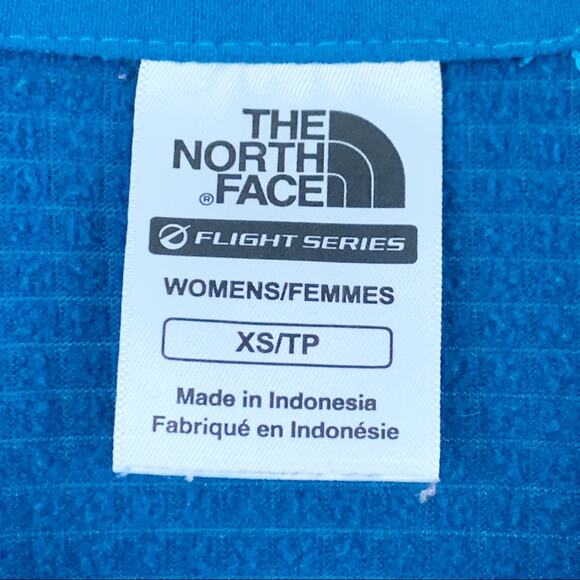 THE
NORTH
® FACE
FLIGHT SERIES
WOMENS/FEMMES
XS/TP
Made in Indonesia
Fabriqué en Indonésie